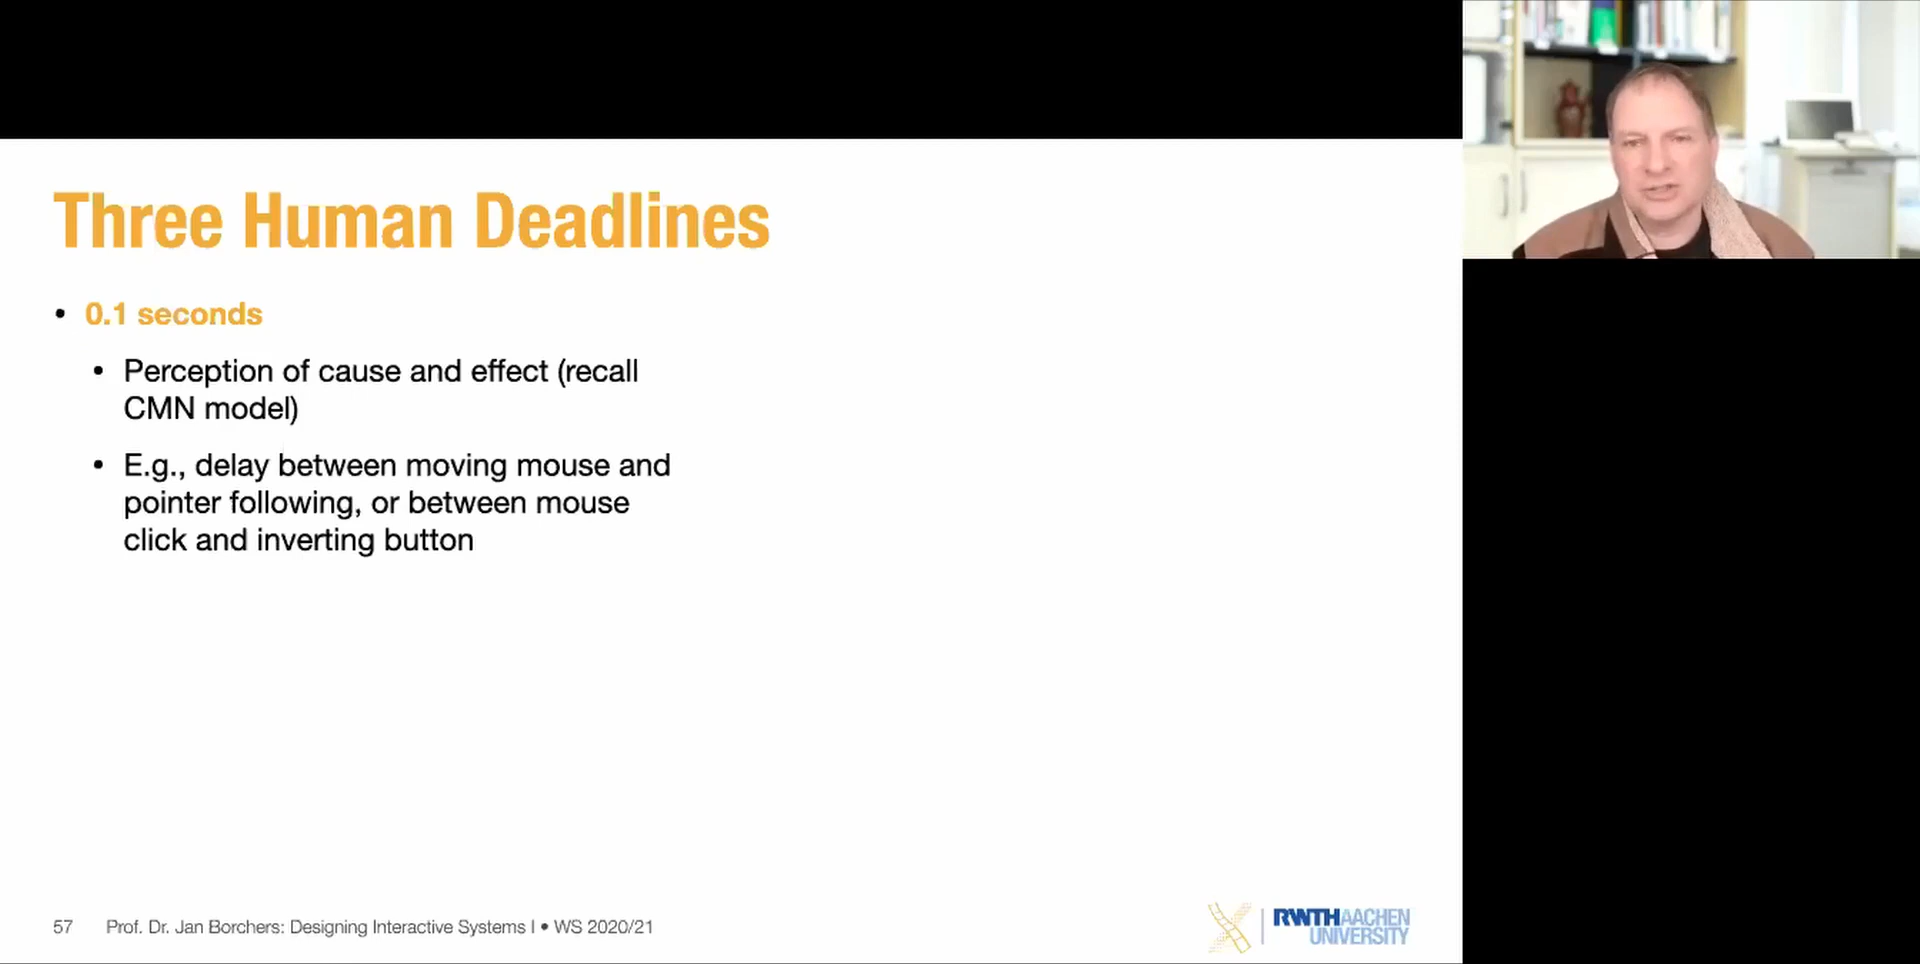 Three Human Deadlines
• 0.1 seconds
• Perception of cause and effect (recall
CMN model)
• E.g., delay between moving mouse and
pointer following, or between mouse
click and inverting button
57 Prof. Dr. Jan Borchers: Designing Interactive Systems I • WS 2020/21
RWTHAACHEN
UNIVERSITY